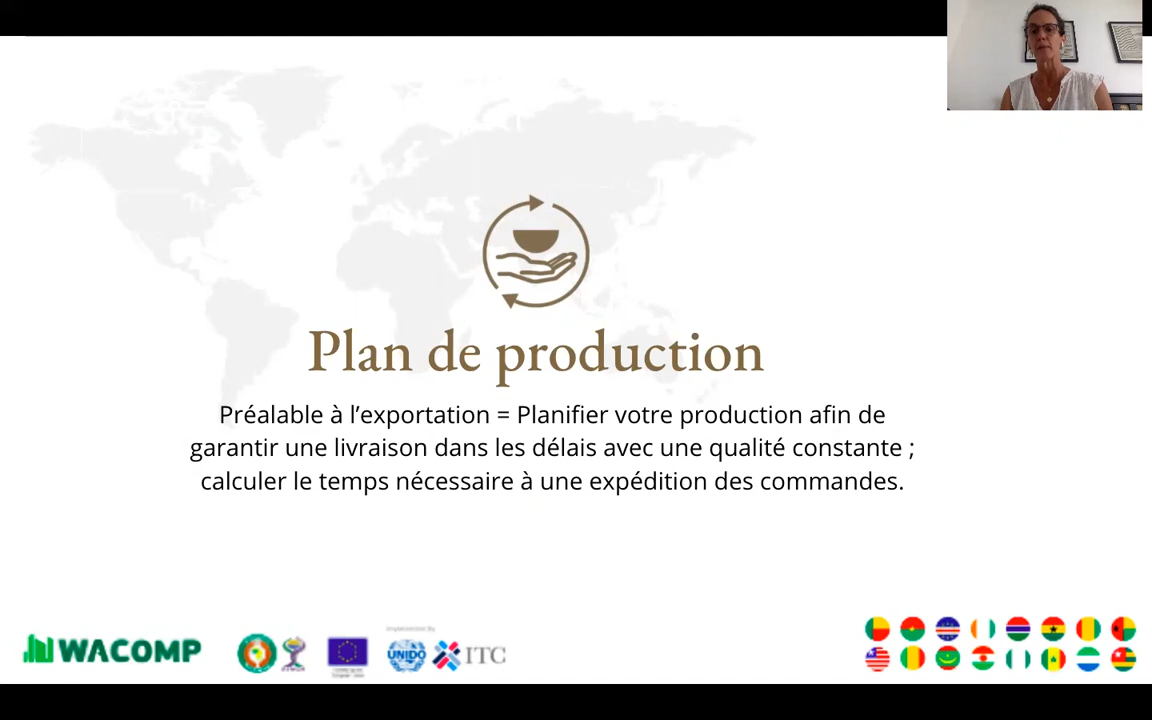 Plan de production
Préalable à l’exportation = Planifier votre production afin de
garantir une livraison dans les délais avec une qualité constante ;
calculer le temps nécessaire à une expédition des commandes.
WACOMP
UNIDO
ITC